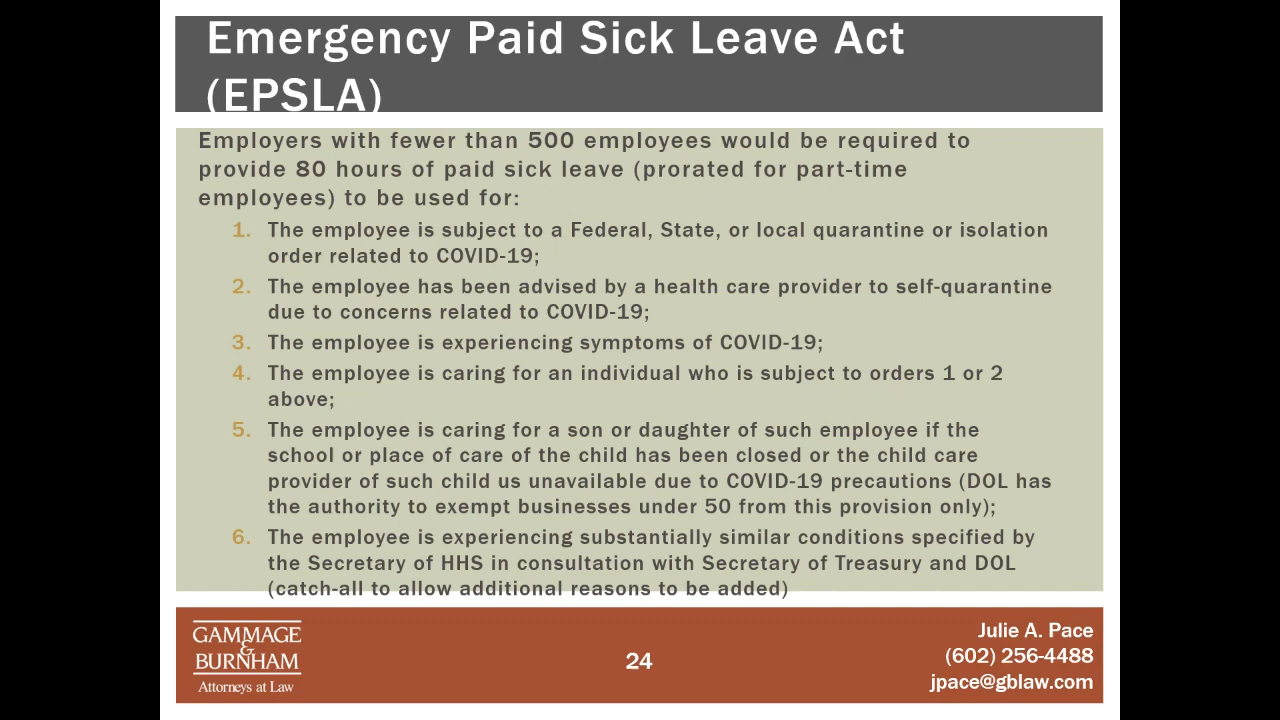 Emergency Paid Sick Leave Act
(EPSLA)
Employers with fewer than 500 employees would be required to
provide 80 hours of paid sick leave (prorated for part-time
employees) to be used for:
1. The employee is subject to a Federal, State, or local quarantine or isolation
order related to COVID-19;
2. The employee has been advised by a health care provider to self-quarantine
due to concerns related to COVID-19;
3. The employee is experiencing symptoms of COVID-19;
4. The employee is caring for an individual who is subject to orders 1 or 2
above;
5. The employee is caring for a son or daughter of such employee if the
school or place of care of the child has been closed or the child care
provider of such child us unavailable due to COVID-19 precautions (DOL has
the authority to exempt businesses under 50 from this provision only);
6. The employee is experiencing substantially similar conditions specified by
the Secretary of HHS in consultation with Secretary of Treasury and DOL
(catch-all to allow additional reasons to be added)
GAMMAGE
&
BURNHAM
Attorneys at Law
24
Julie A. Pace
(602) 256-4488
jpace@gblaw.com